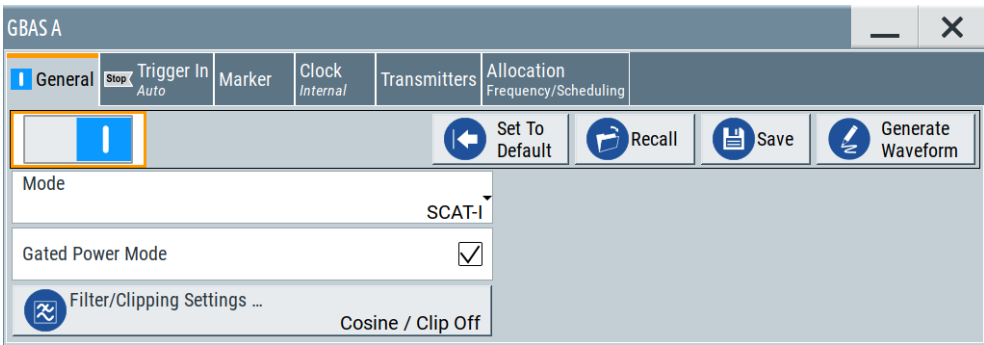 GBAS A
General
Stop
Trigger In
Auto
Marker
Clock
Internal
Transmitters
Allocation
Frequency/Scheduling
Set To
Default
Recall
Save
Generate
Waveform
Mode
SCAT-I
Gated Power Mode
Filter/Clipping Settings ...
Cosine / Clip Off